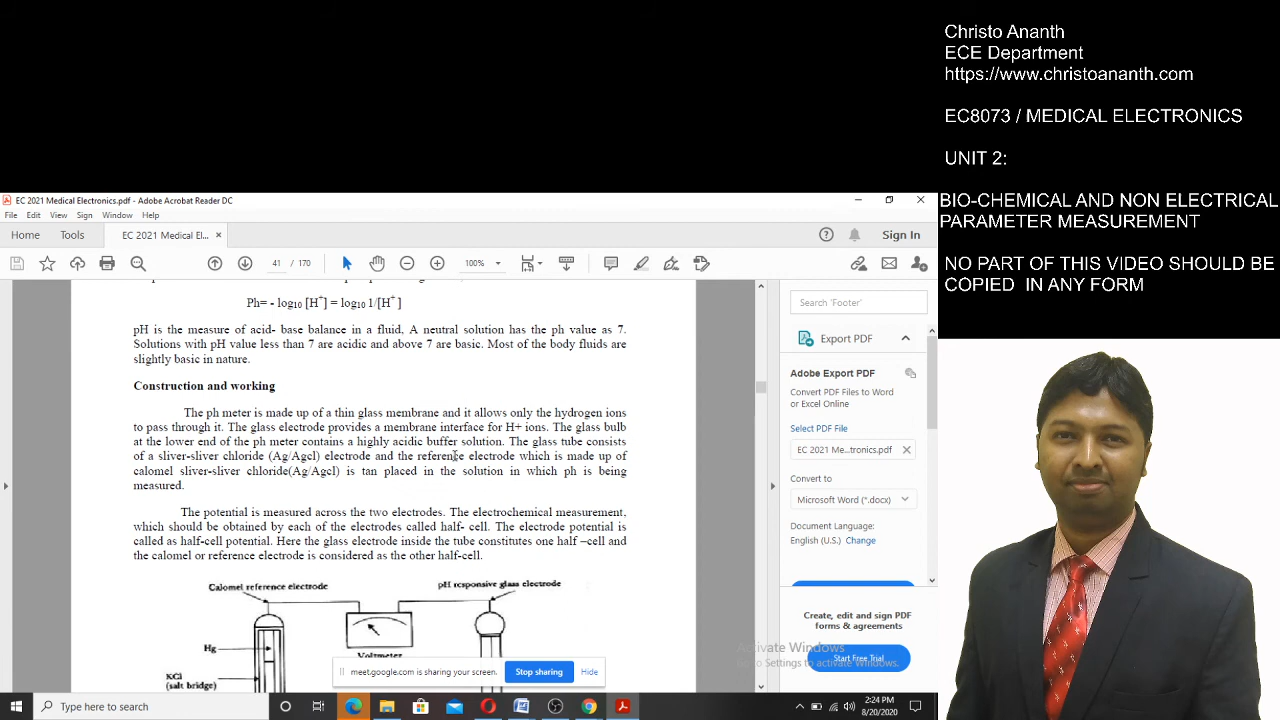 Christo Ananth
ECE Department
https://www.christoananth.com
EC8073 / MEDICAL ELECTRONICS
UNIT 2:
BIO-CHEMICAL AND NON ELECTRICAL
PARAMETER MEASUREMENT
NO PART OF THIS VIDEO SHOULD BE
COPIED IN ANY FORM
EC 2021 Medical Electronics.pdf - Adobe Acrobat Reader DC
File Edit View Sign Window Help
Home Tools EC 2021 Medical El... Sign In
41 / 170 100%
Ph= - log10 [H+] = log10 1/[H+]
pH is the measure of acid- base balance in a fluid, A neutral solution has the ph value as 7.
Solutions with pH value less than 7 are acidic and above 7 are basic. Most of the body fluids are
slightly basic in nature.
Construction and working
The ph meter is made up of a thin glass membrane and it allows only the hydrogen ions
to pass through it. The glass electrode provides a membrane interface for H+ ions. The glass bulb
at the lower end of the ph meter contains a highly acidic buffer solution. The glass tube consists
of a sliver-sliver chloride (Ag/Agcl) electrode and the reference electrode which is made up of
calomel sliver-sliver chloride(Ag/Agcl) is tan placed in the solution in which ph is being
measured.
The potential is measured across the two electrodes. The electrochemical measurement,
which should be obtained by each of the electrodes called half- cell. The electrode potential is
called as half-cell potential. Here the glass electrode inside the tube constitutes one half –cell and
the calomel or reference electrode is considered as the other half-cell.
Calomel reference electrode
pH responsive glass electrode
Hg
Voltmeter
KCl
(salt bridge)
Search 'Footer'
Export PDF
Adobe Export PDF
Convert PDF Files to Word
or Excel Online
Select PDF File
EC 2021 Me...tronics.pdf
Convert to
Microsoft Word (*.docx)
Document Language:
English (U.S.) Change
Create, edit and sign PDF
forms & agreements
Start Free Trial
Activate Windows
Go to Settings to activate Windows.
meet.google.com is sharing your screen. Stop sharing Hide
Type here to search
2:24 PM
8/20/2020